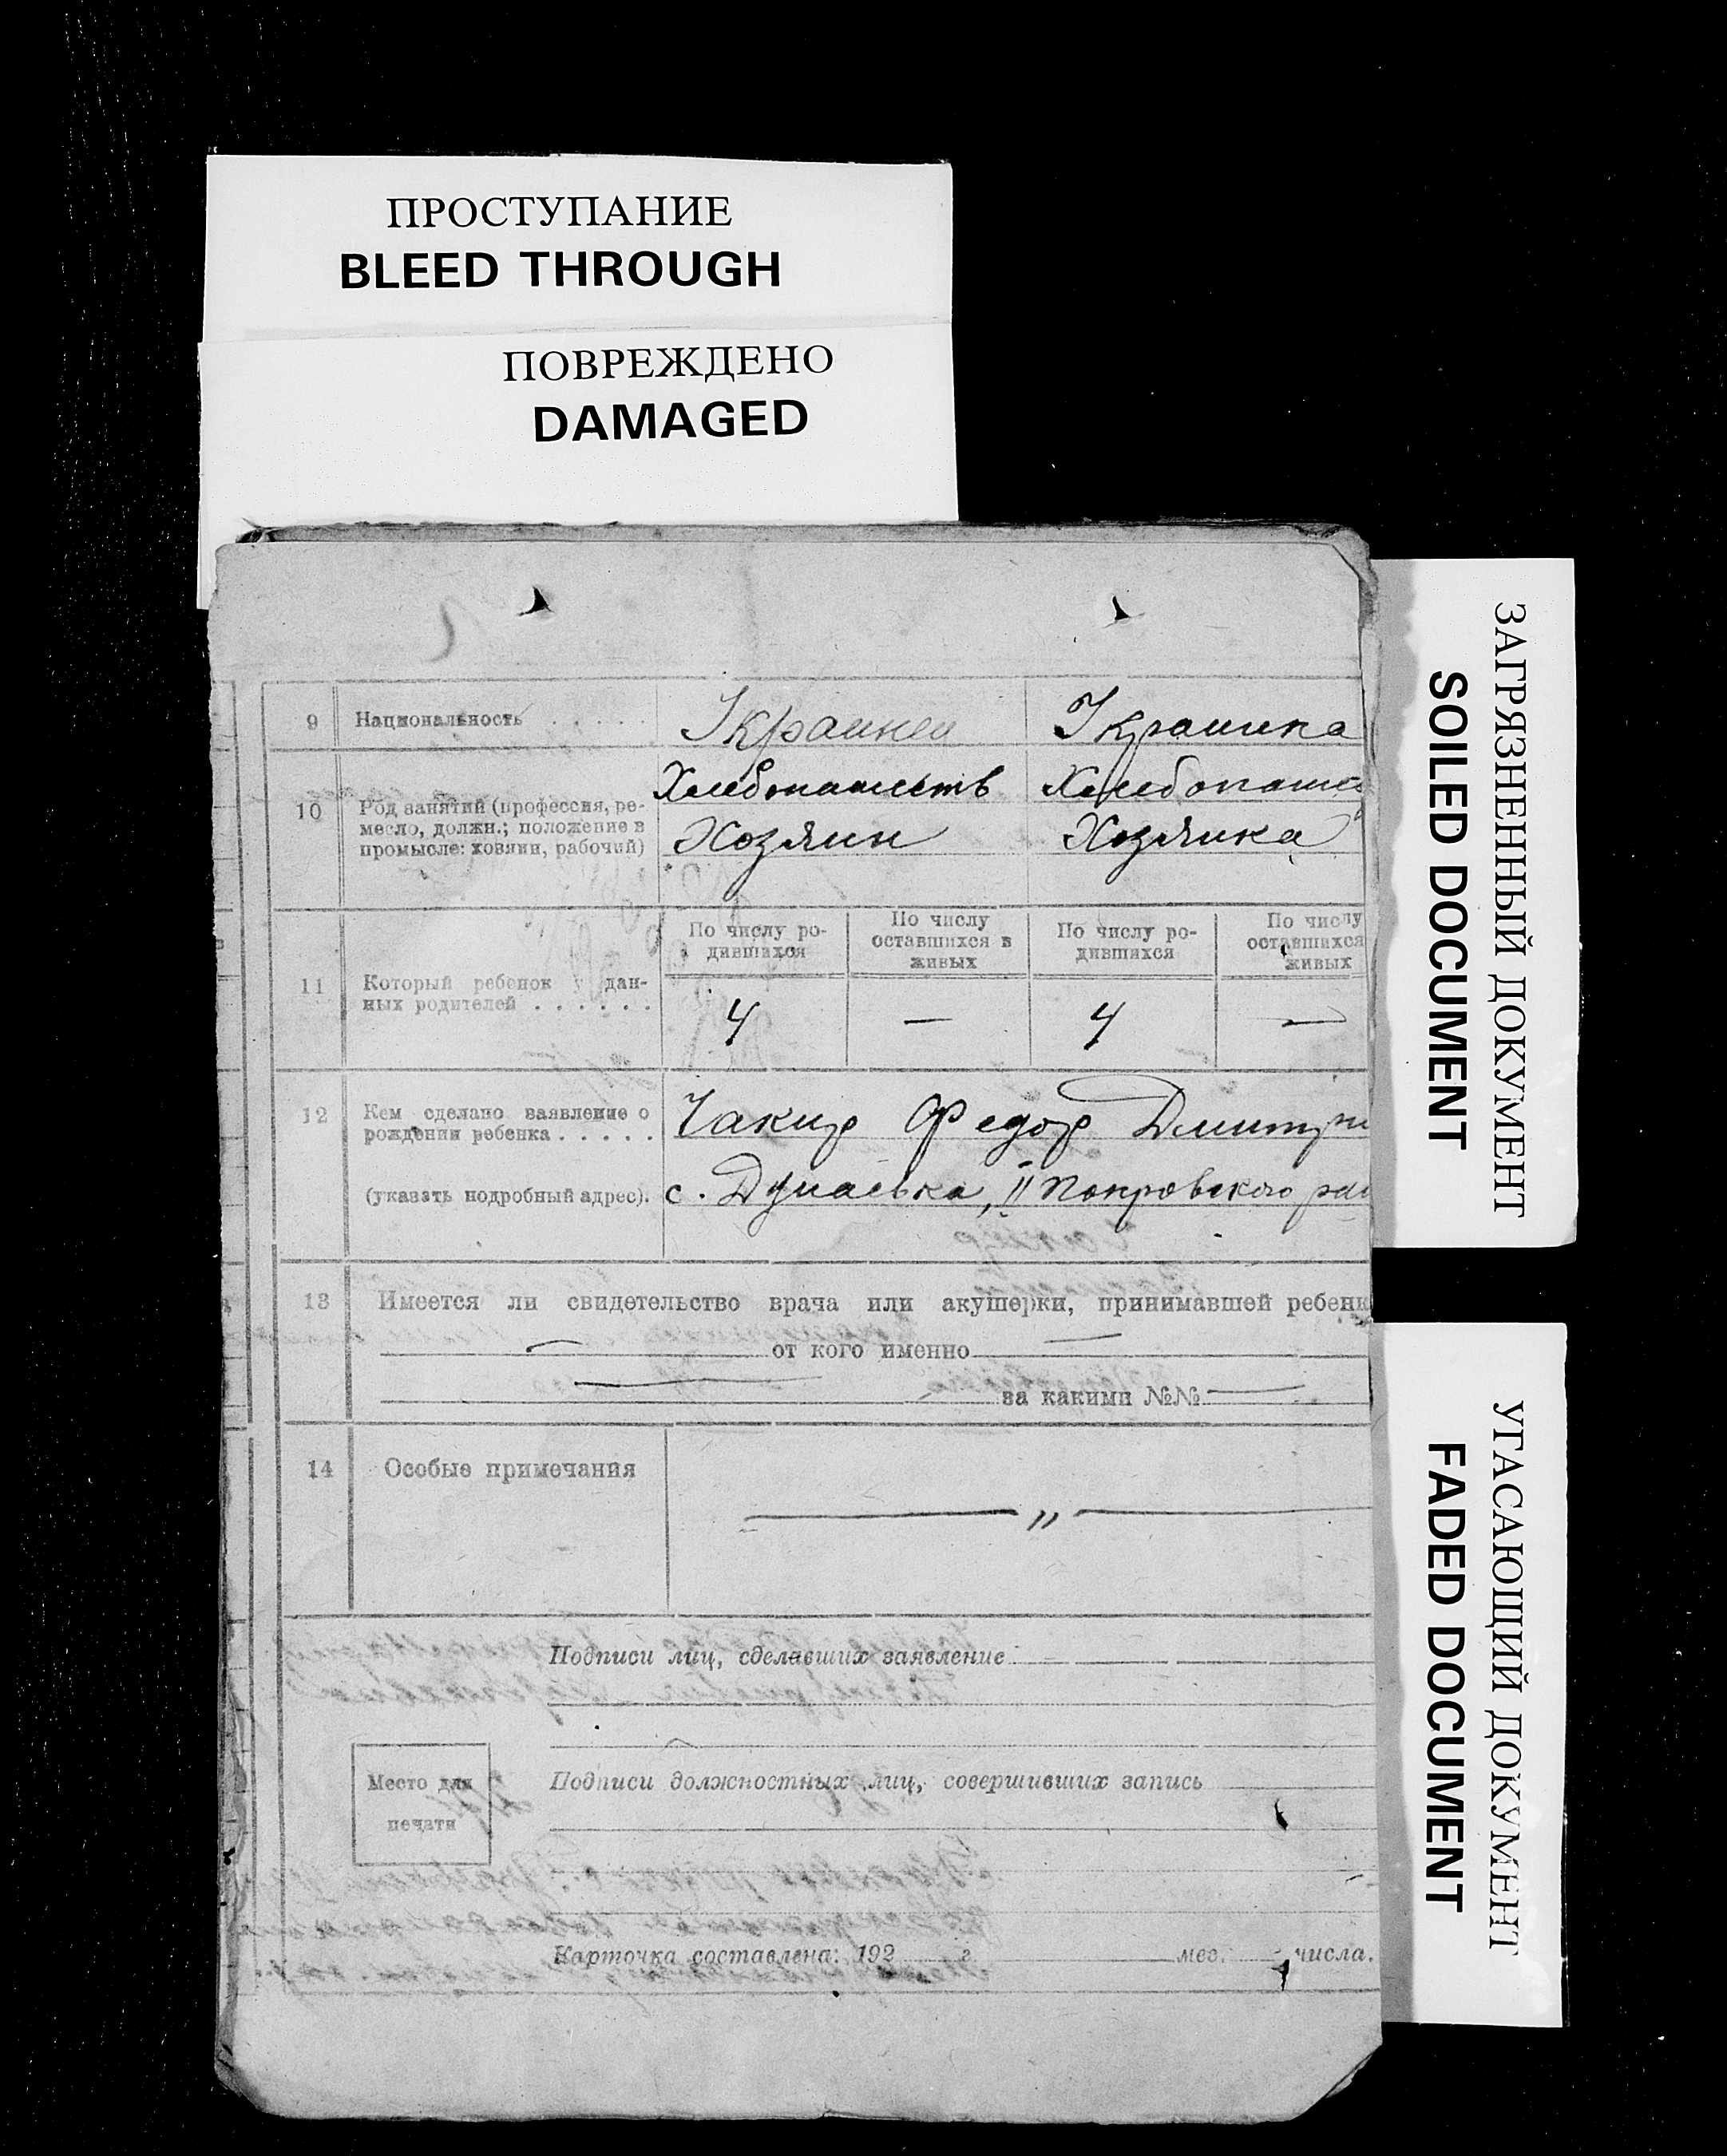 ПРОСТУПАНИЕ
BLEED THROUGH
ПОВРЕЖДЕНО
DAMAGED
ЗАГРЯЗНЕННЫЙ ДОКУМЕНТ
SOILED DOCUMENT
УГАСАЮЩИЙ ДОКУМЕНТ
FADED DOCUMENT
9 Национальность . . . . .
10 Род занятий (профессия, ре-
месло, должн.; положение в
промысле: хозяин, рабочий)
Хлебопашеств Хлебопаше
Хозяин Хозяйка
По числу ро-
дившихся
По числу
оставшихся в
живых
По числу ро-
дившихся
По числу
оставшихся
живых
11 Который ребенок у дан-
ных родителей . . . . . .
4 — 4 —
12 Кем сделано заявление о
рождении ребенка . . . . .
Чакир Федор Дмитри
(указать подробный адрес).
с. Дунаевка, II Покровского рай
13 Имеется ли свидетельство врача или акушерки, принимавшей ребенк
— от кого именно —
— за какими №№ —
14 Особые примечания
— „ —
Подписи лиц, сделавших заявление
Место для
печати
Подписи должностных лиц, совершивших запись
Карточка составлена: 192 г. мес. числа.